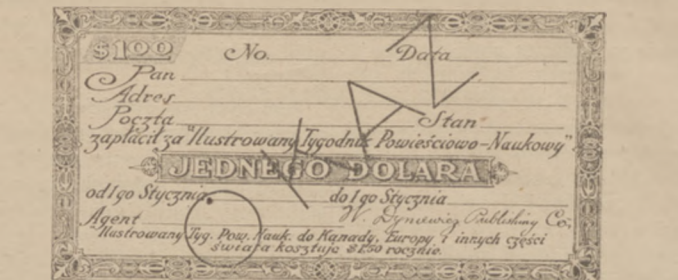 $1.00 No. Data
Pan
Adres
Poczta Stan
zapłacił za "Ilustrowany Tygodnik Powieściowo-Naukowy"
JEDNEGO DOLARA
od 1go Stycznia do 1go Stycznia
Agent W. Dyniewicz Publishing Co.,
"Ilustrowany Tyg. Pow. Nauk. do Kanady, Europy i innych części
świata kosztuje $1.50 rocznie.